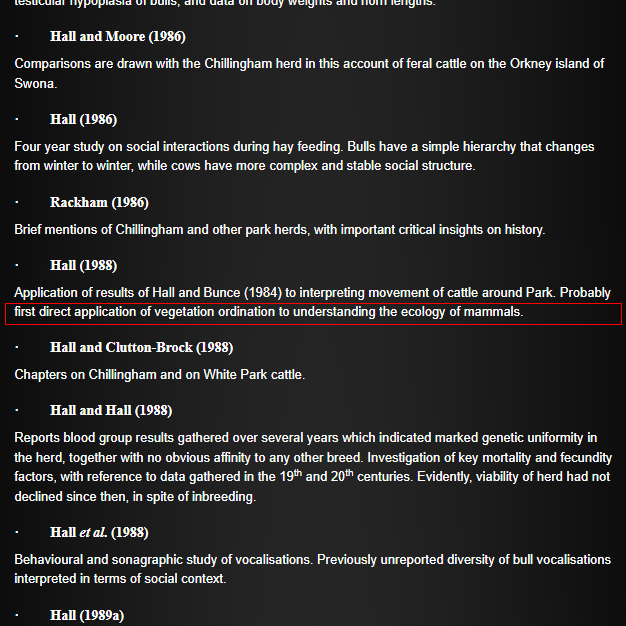 testicular hypoplasia of bulls, and data on body weights and horn lengths.
· Hall and Moore (1986)
Comparisons are drawn with the Chillingham herd in this account of feral cattle on the Orkney island of
Swona.
· Hall (1986)
Four year study on social interactions during hay feeding. Bulls have a simple hierarchy that changes
from winter to winter, while cows have more complex and stable social structure.
· Rackham (1986)
Brief mentions of Chillingham and other park herds, with important critical insights on history.
· Hall (1988)
Application of results of Hall and Bunce (1984) to interpreting movement of cattle around Park. Probably
first direct application of vegetation ordination to understanding the ecology of mammals.
· Hall and Clutton-Brock (1988)
Chapters on Chillingham and on White Park cattle.
· Hall and Hall (1988)
Reports blood group results gathered over several years which indicated marked genetic uniformity in
the herd, together with no obvious affinity to any other breed. Investigation of key mortality and fecundity
factors, with reference to data gathered in the 19th and 20th centuries. Evidently, viability of herd had not
declined since then, in spite of inbreeding.
· Hall et al. (1988)
Behavioural and sonagraphic study of vocalisations. Previously unreported diversity of bull vocalisations
interpreted in terms of social context.
· Hall (1989a)